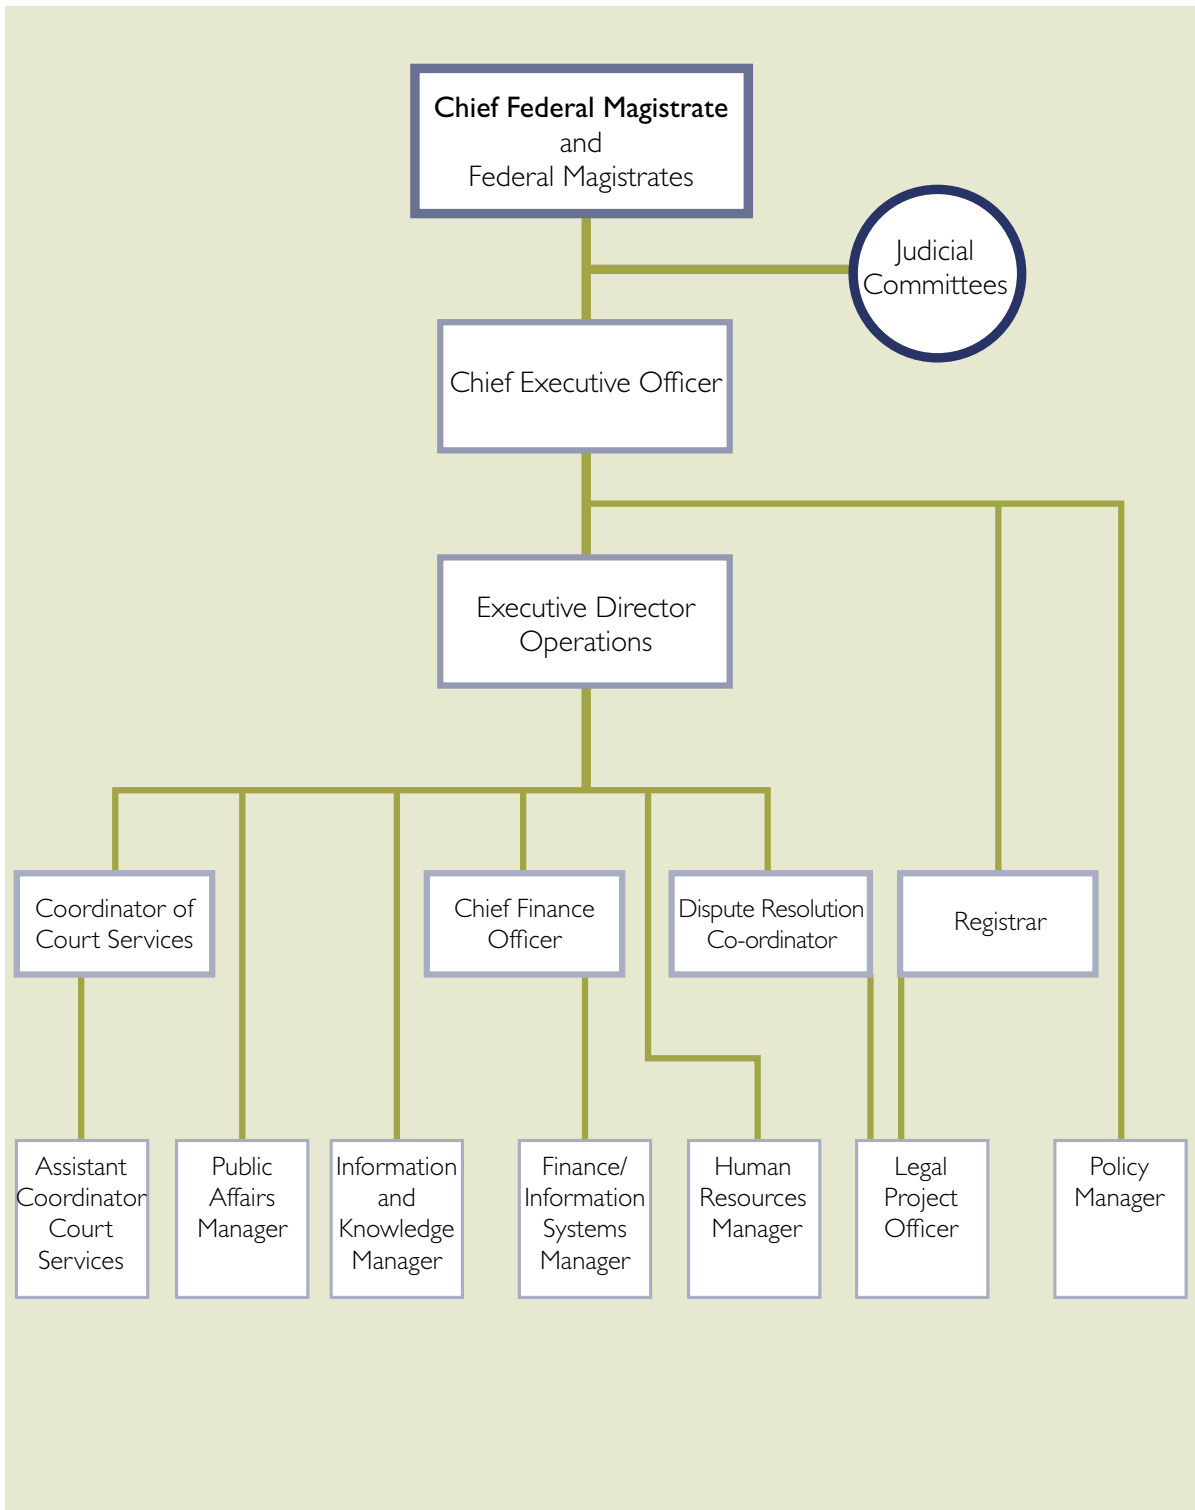 Chief Federal Magistrate
and
Federal Magistrates
Judicial
Committees
Chief Executive Officer
Executive Director
Operations
Coordinator of
Court Services
Chief Finance
Officer
Dispute Resolution
Co-ordinator
Registrar
Assistant
Coordinator
Court
Services
Public
Affairs
Manager
Information
and
Knowledge
Manager
Finance/
Information
Systems
Manager
Human
Resources
Manager
Legal
Project
Officer
Policy
Manager